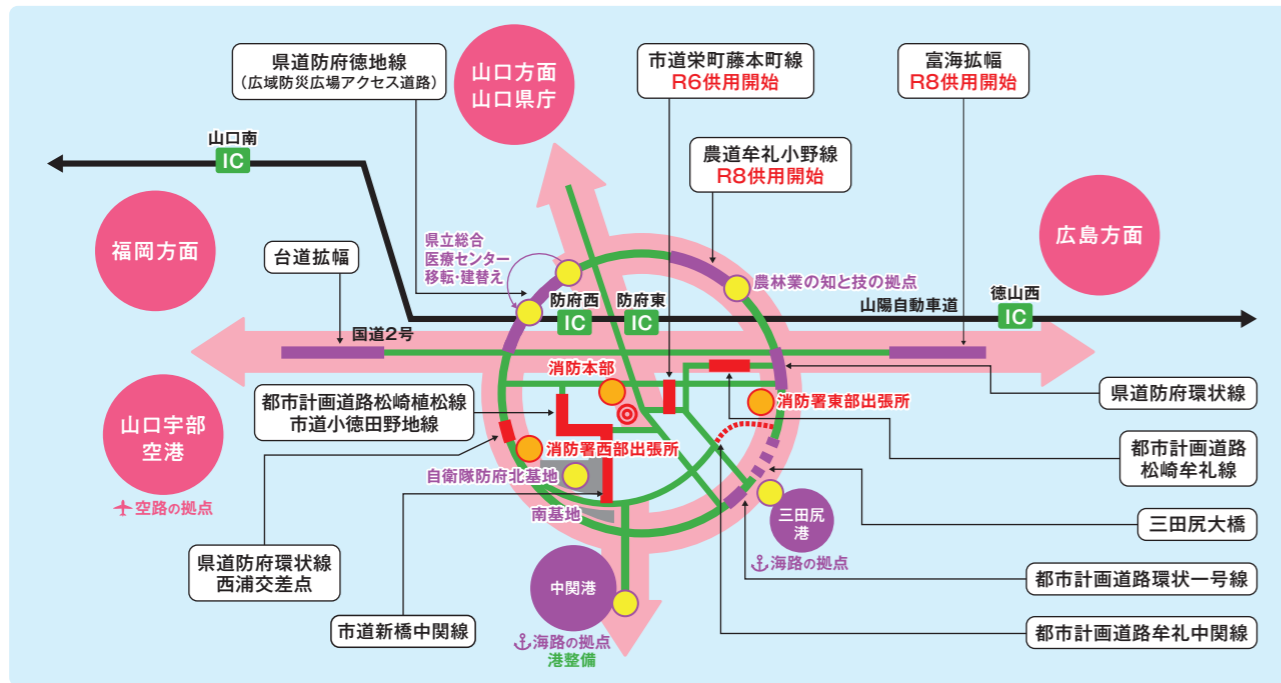 県道防府徳地線
（広域防災広場アクセス道路）
山口方面
山口県庁
市道栄町藤本町線
R6供用開始
富海拡幅
R8供用開始
山口南
IC
農道牟礼小野線
R8供用開始
福岡方面
広島方面
台道拡幅
県立総合
医療センター
移転・建替え
農林業の知と技の拠点
防府西
IC
防府東
IC
山陽自動車道
徳山西
IC
国道2号
消防本部
消防署東部出張所
県道防府環状線
都市計画道路松崎植松線
市道小徳田野地線
山口宇部
空港
空路の拠点
消防署西部出張所
自衛隊防府北基地
南基地
都市計画道路
松崎牟礼線
三田尻
港
海路の拠点
三田尻大橋
県道防府環状線
西浦交差点
中関港
海路の拠点
港整備
市道新橋中関線
都市計画道路環状一号線
都市計画道路牟礼中関線